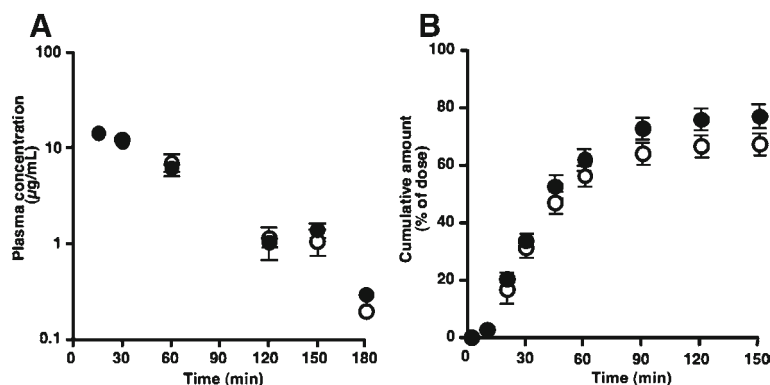 A
100
10
1
0.1
0 30 60 90 120 150 180
Plasma concentration
(µg/mL)
Time (min)
B
100
80
60
40
20
0
0 30 60 90 120 150
Cumulative amount
(% of dose)
Time (min)